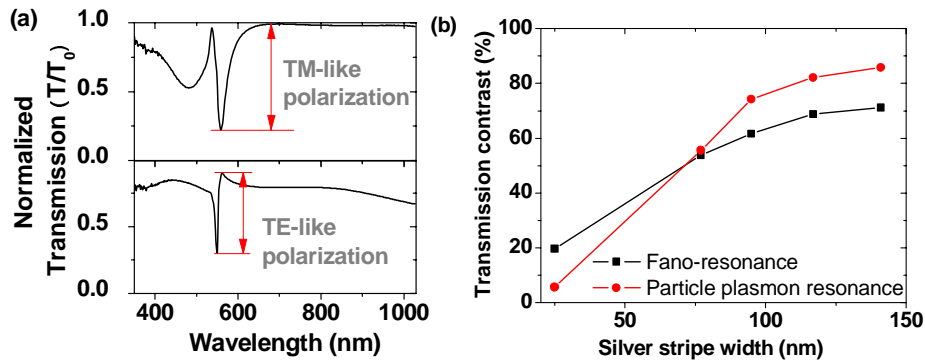 (a)
Normalized
Transmission (T/T0)
1.0
0.5
0.0
0.5
0.0
TM-like
polarization
TE-like
polarization
400
600
800
1000
Wavelength (nm)
(b)
Transmission contrast (%)
100
80
60
40
20
0
Fano-resonance
Particle plasmon resonance
50
100
150
Silver stripe width (nm)